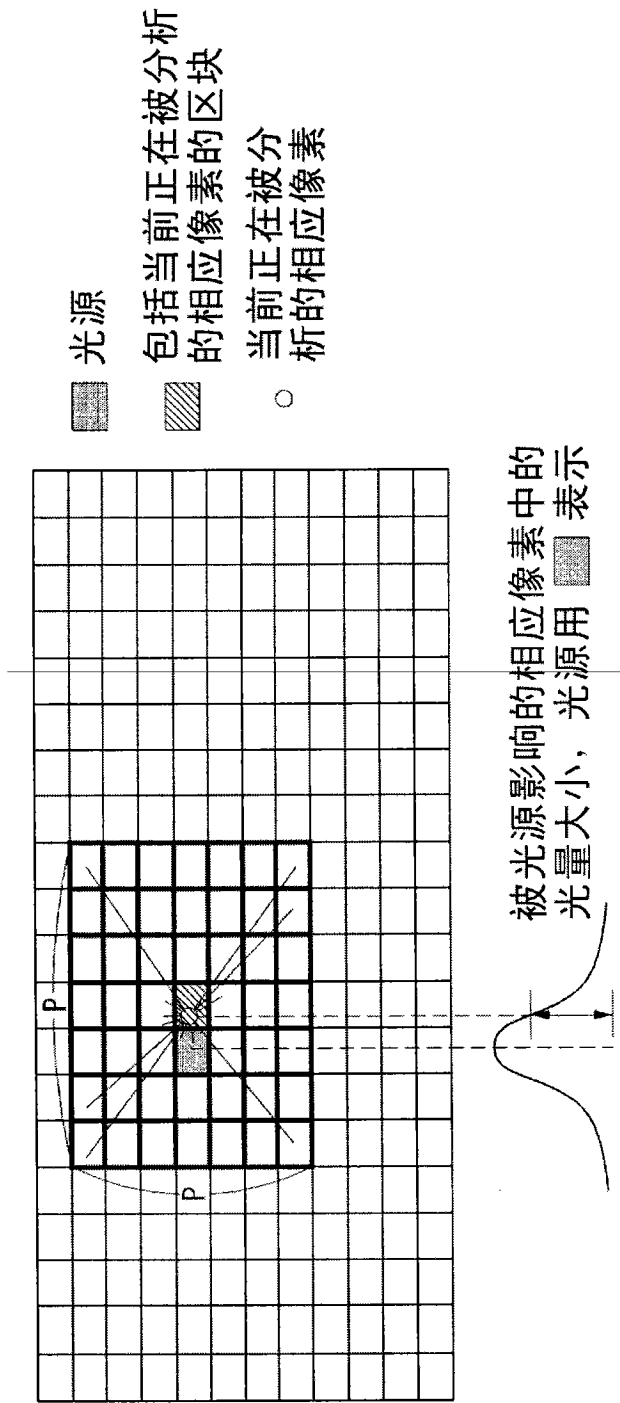 光源
包括当前正在被分析
的相应像素的区块
当前正在被分
析的相应像素
P
P
被光源影响的相应像素中的
光量大小，光源用 表示